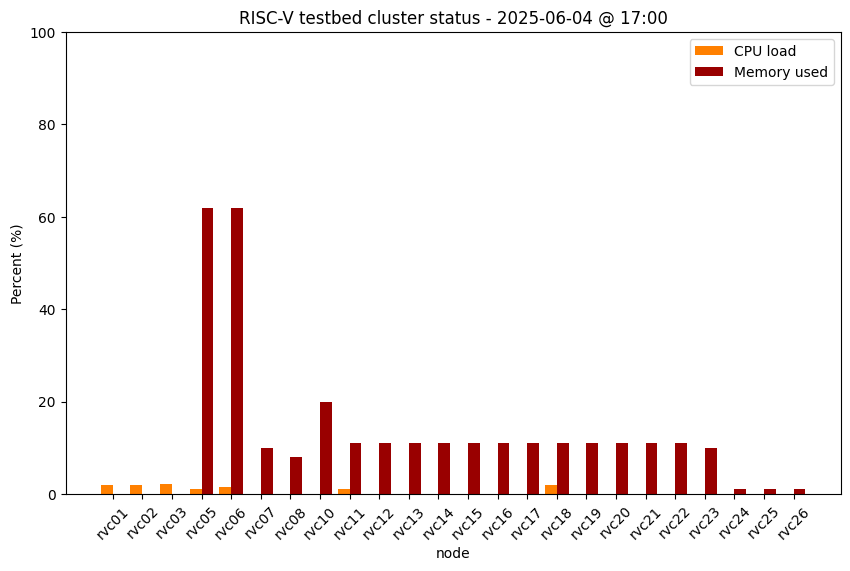 RISC-V testbed cluster status - 2025-06-04 @ 17:00
CPU load
Memory used
Percent (%)
100
80
60
40
20
0
rvc01 rvc02 rvc03 rvc05 rvc06 rvc07 rvc08 rvc10 rvc11 rvc12 rvc13 rvc14 rvc15 rvc16 rvc17 rvc18 rvc19 rvc20 rvc21 rvc22 rvc23 rvc24 rvc25 rvc26
node